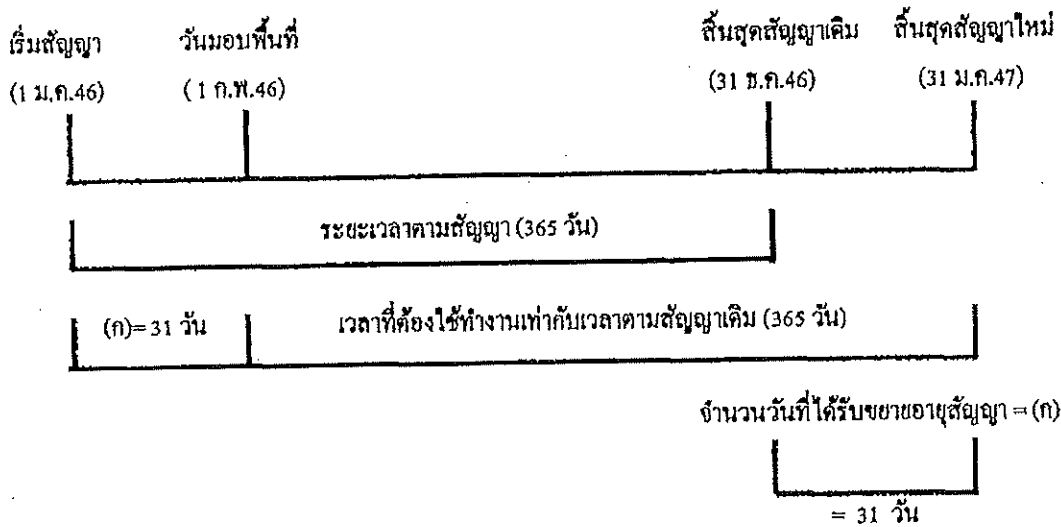 เริ่มสัญญา วันมอบพื้นที่ สิ้นสุดสัญญาเดิม สิ้นสุดสัญญาใหม่
(1 ม.ค.46) (1 ก.พ.46) (31 ธ.ค.46) (31 ม.ค.47)
ระยะเวลาตามสัญญา (365 วัน)
(ก)= 31 วัน เวลาที่ต้องใช้ทำงานเท่ากับเวลาตามสัญญาเดิม (365 วัน)
จำนวนวันที่ได้รับขยายอายุสัญญา = (ก)
= 31 วัน